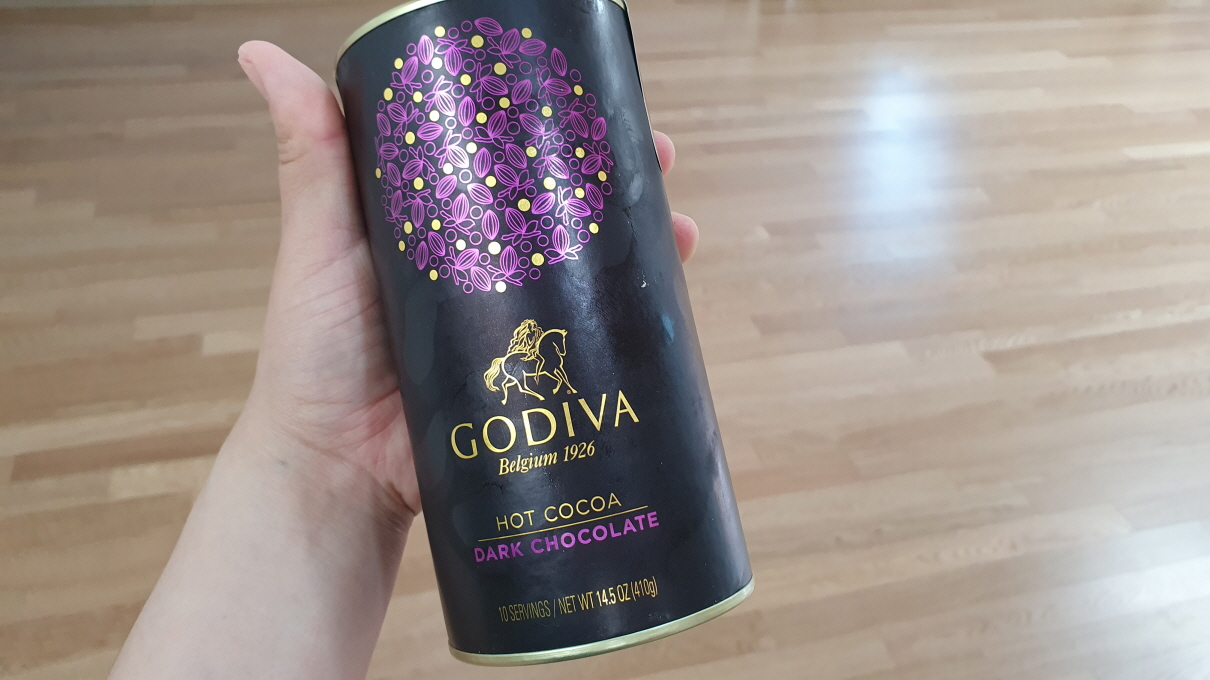 GODIVA
Belgium 1926
HOT COCOA
DARK CHOCOLATE
10 SERVINGS / NET WT 14.5 OZ (410g)